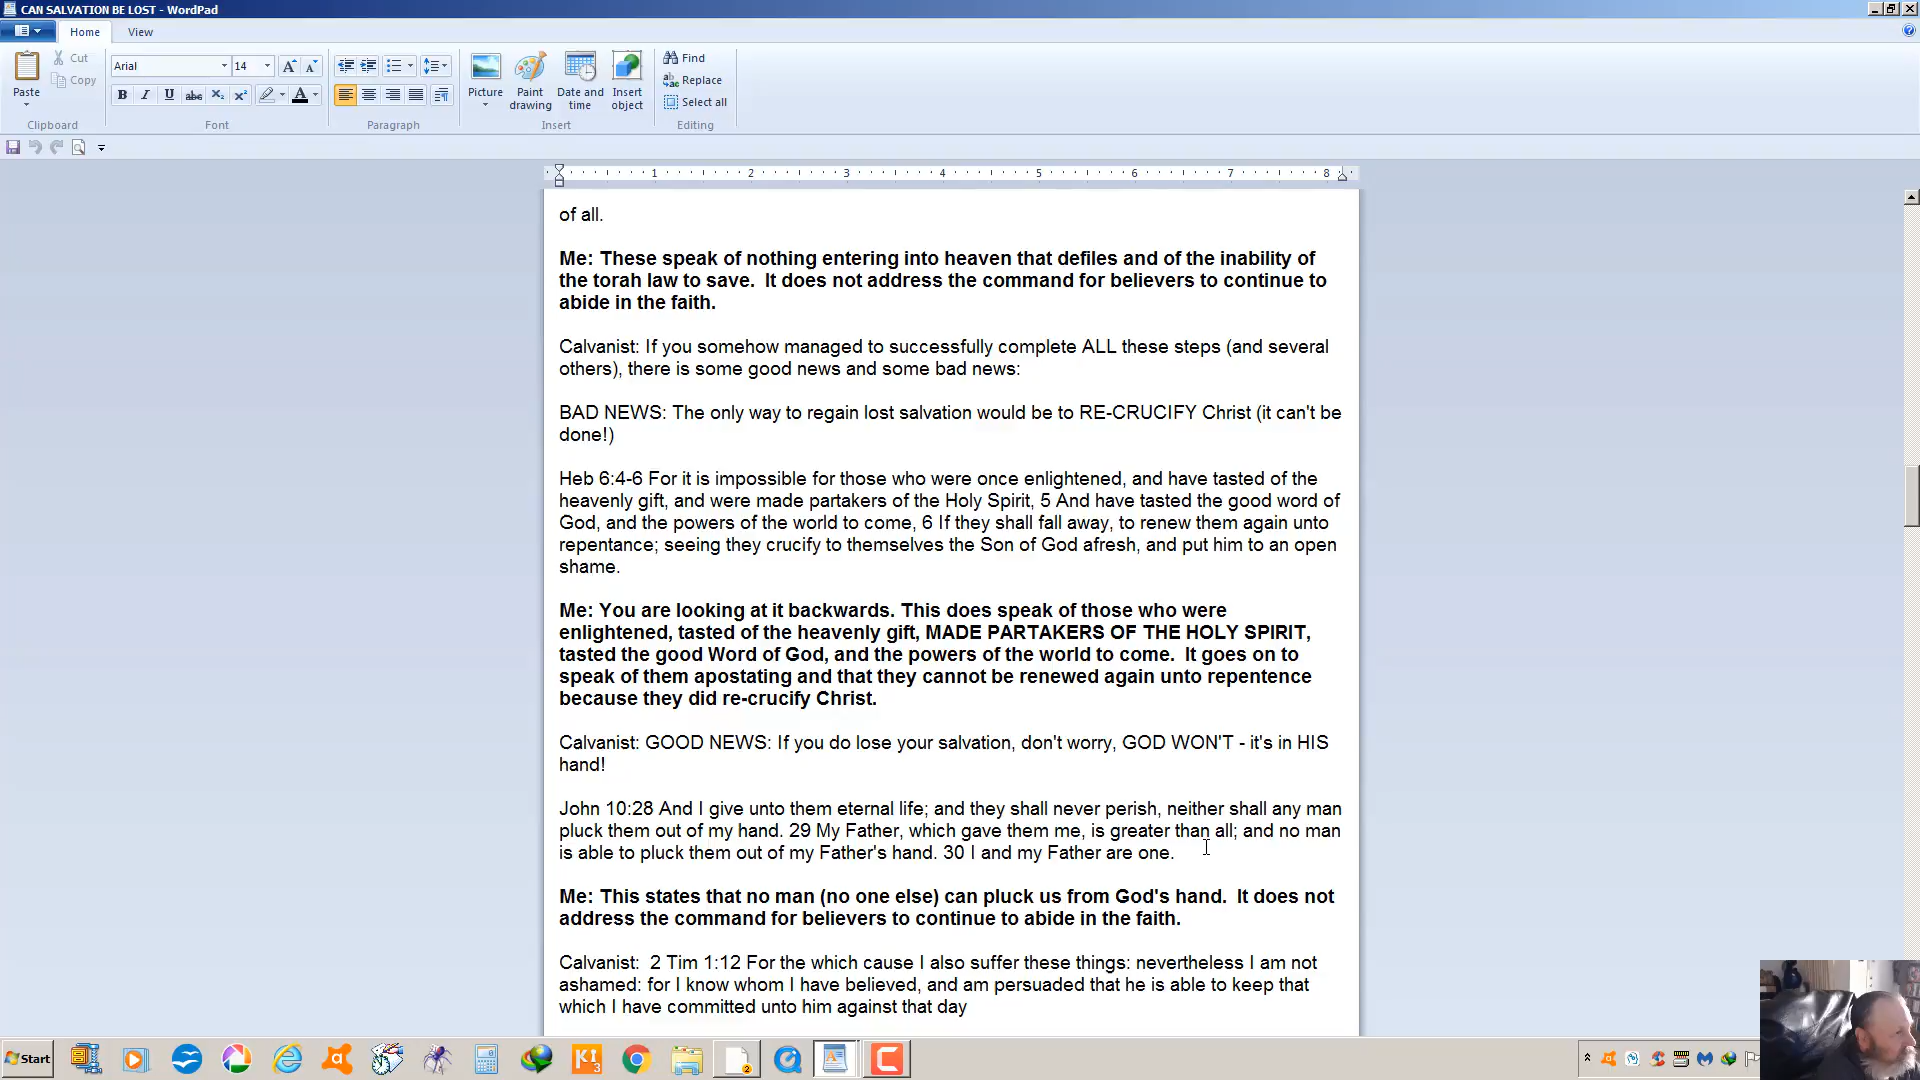 CAN SALVATION BE LOST - WordPad
Home
View
Cut
Copy
Paste
Arial
14
Clipboard
Font
Paragraph
Picture
Paint drawing
Date and time
Insert object
Insert
Find
Replace
Select all
Editing
1 2 3 4 5 6 7 8
of all.
Me: These speak of nothing entering into heaven that defiles and of the inability of
the torah law to save.  It does not address the command for believers to continue to
abide in the faith.
Calvanist: If you somehow managed to successfully complete ALL these steps (and several
others), there is some good news and some bad news:
BAD NEWS: The only way to regain lost salvation would be to RE-CRUCIFY Christ (it can't be
done!)
Heb 6:4-6 For it is impossible for those who were once enlightened, and have tasted of the
heavenly gift, and were made partakers of the Holy Spirit, 5 And have tasted the good word of
God, and the powers of the world to come, 6 If they shall fall away, to renew them again unto
repentance; seeing they crucify to themselves the Son of God afresh, and put him to an open
shame.
Me: You are looking at it backwards. This does speak of those who were
enlightened, tasted of the heavenly gift, MADE PARTAKERS OF THE HOLY SPIRIT,
tasted the good Word of God, and the powers of the world to come.  It goes on to
speak of them apostating and that they cannot be renewed again unto repentence
because they did re-crucify Christ.
Calvanist: GOOD NEWS: If you do lose your salvation, don't worry, GOD WON'T - it's in HIS
hand!
John 10:28 And I give unto them eternal life; and they shall never perish, neither shall any man
pluck them out of my hand. 29 My Father, which gave them me, is greater than all; and no man
is able to pluck them out of my Father's hand. 30 I and my Father are one.
Me: This states that no man (no one else) can pluck us from God's hand.  It does not
address the command for believers to continue to abide in the faith.
Calvanist:  2 Tim 1:12 For the which cause I also suffer these things: nevertheless I am not
ashamed: for I know whom I have believed, and am persuaded that he is able to keep that
which I have committed unto him against that day
Start